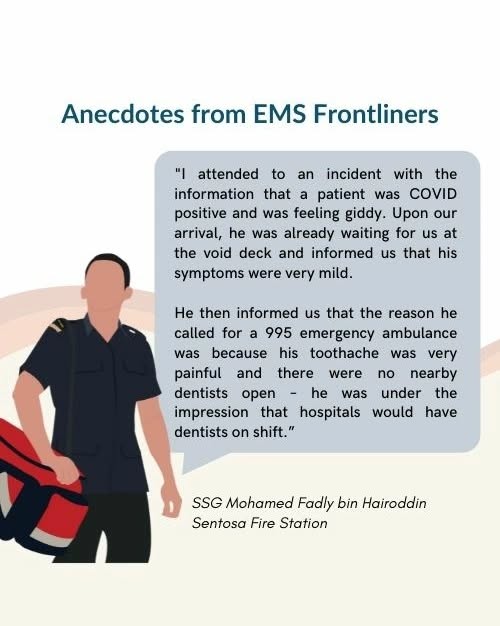 Anecdotes from EMS Frontliners
"I attended to an incident with the
information that a patient was COVID
positive and was feeling giddy. Upon our
arrival, he was already waiting for us at
the void deck and informed us that his
symptoms were very mild.
He then informed us that the reason he
called for a 995 emergency ambulance
was because his toothache was very
painful and there were no nearby
dentists open – he was under the
impression that hospitals would have
dentists on shift.”
SSG Mohamed Fadly bin Hairoddin
Sentosa Fire Station